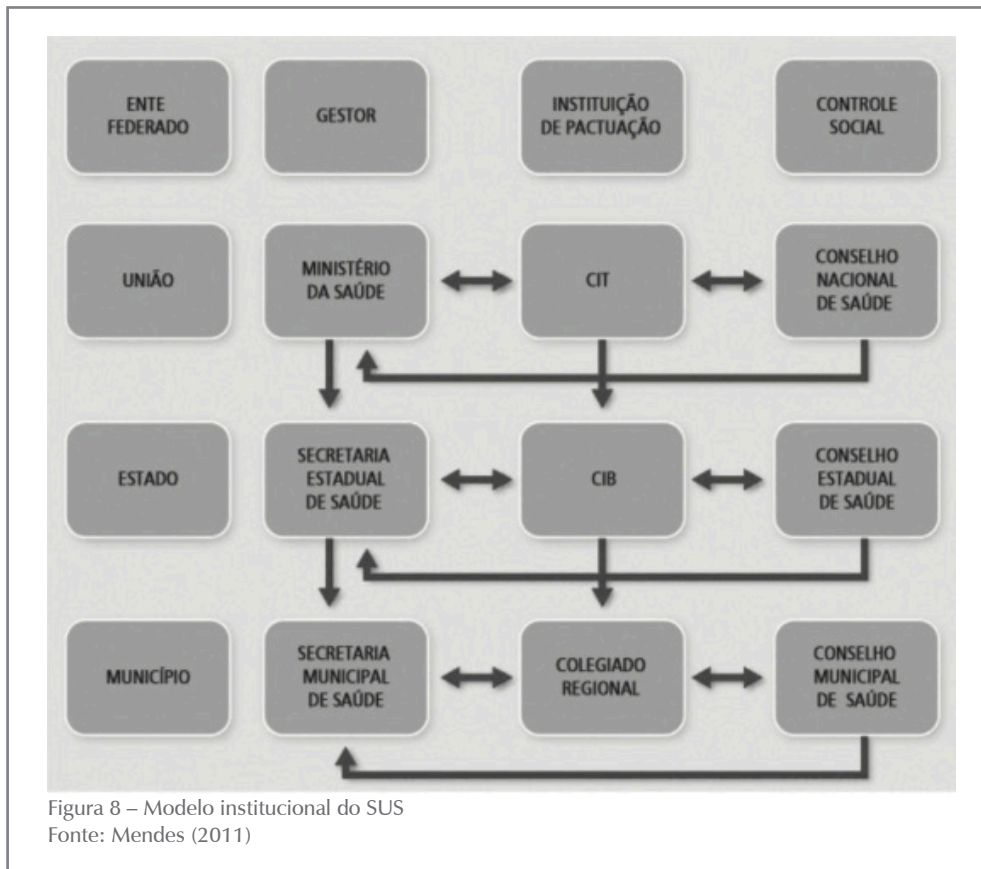 ENTE
FEDERADO
GESTOR
INSTITUIÇÃO
DE PACTUAÇÃO
CONTROLE
SOCIAL
UNIÃO
MINISTÉRIO
DA SAÚDE
CIT
CONSELHO
NACIONAL
DE SAÚDE
ESTADO
SECRETARIA
ESTADUAL
DE SAÚDE
CIB
CONSELHO
ESTADUAL
DE SAÚDE
MUNICÍPIO
SECRETARIA
MUNICIPAL
DE SAÚDE
COLEGIADO
REGIONAL
CONSELHO
MUNICIPAL
DE SAÚDE
Figura 8 – Modelo institucional do SUS
Fonte: Mendes (2011)